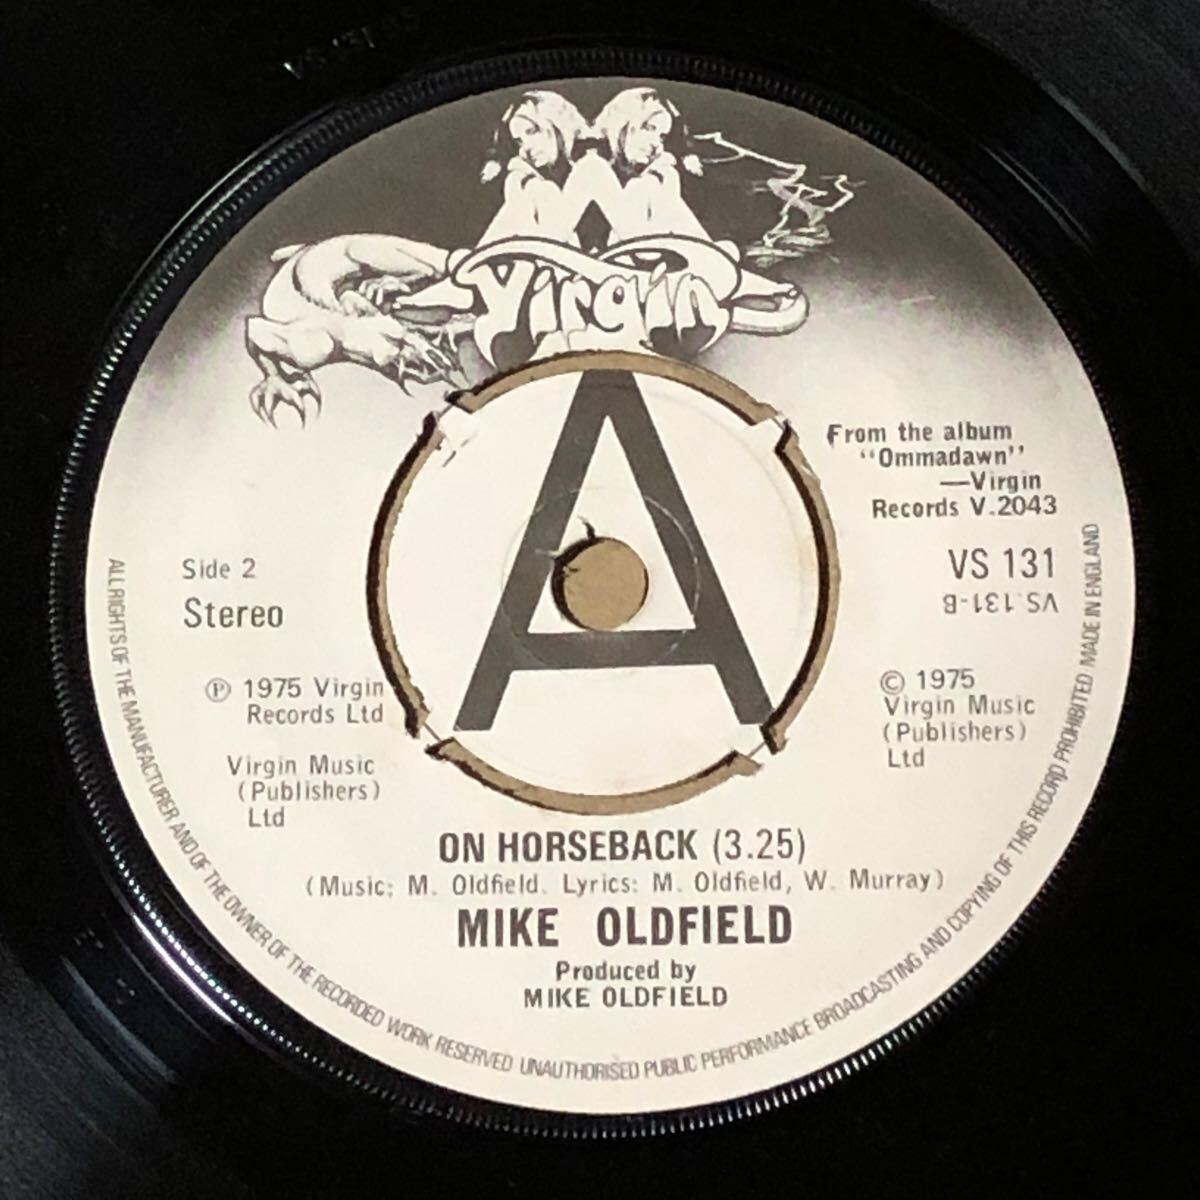 Virgin
A
From the album
"Ommadawn"
—Virgin
Records V.2043
Side 2
Stereo
VS 131
VS.131-B
℗ 1975 Virgin
Records Ltd
Virgin Music
(Publishers)
Ltd
© 1975
Virgin Music
(Publishers)
Ltd
ON HORSEBACK (3.25)
(Music: M. Oldfield. Lyrics: M. Oldfield, W. Murray)
MIKE OLDFIELD
Produced by
MIKE OLDFIELD
ALL RIGHTS OF THE MANUFACTURER AND OF THE OWNER OF THE RECORDED WORK RESERVED UNAUTHORISED PUBLIC PERFORMANCE BROADCASTING AND COPYING OF THIS RECORD PROHIBITED MADE IN ENGLAND